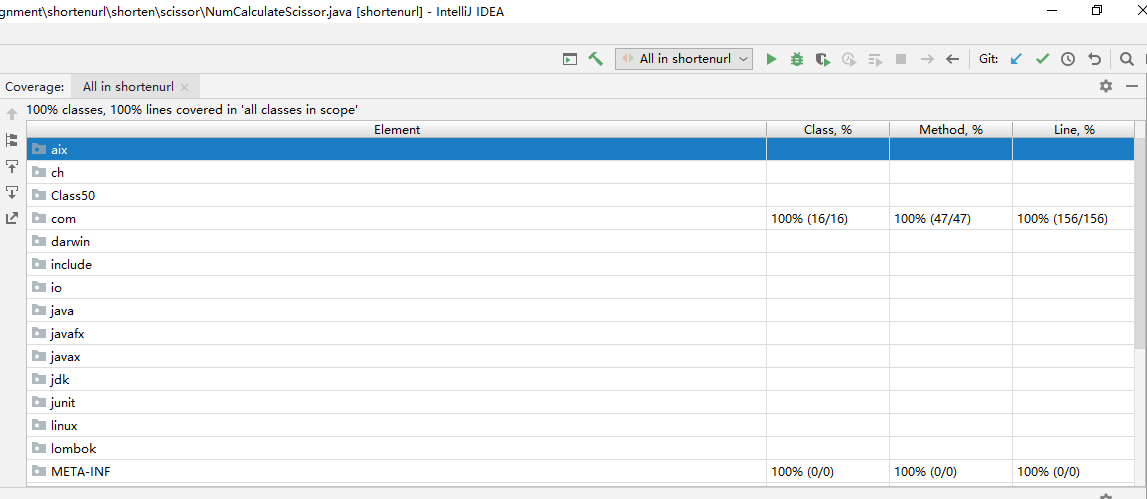 gnment\shortenurl\shorten\scissor\NumCalculateScissor.java [shortenurl] - IntelliJ IDEA
All in shortenurl Git:
Coverage: All in shortenurl
100% classes, 100% lines covered in 'all classes in scope'
Element Class, % Method, % Line, %
aix
ch
Class50
com 100% (16/16) 100% (47/47) 100% (156/156)
darwin
include
io
java
javafx
javax
jdk
junit
linux
lombok
META-INF 100% (0/0) 100% (0/0) 100% (0/0)